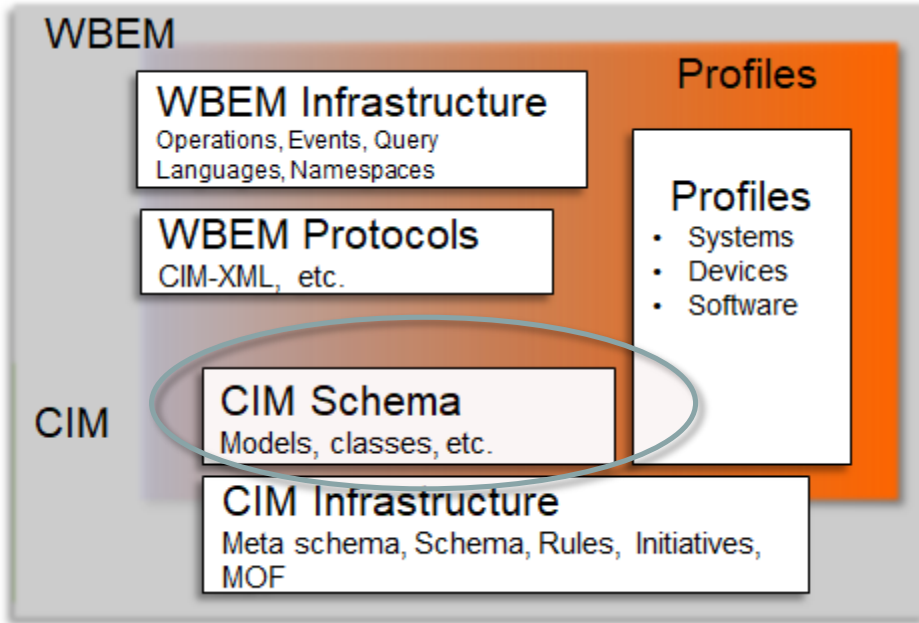 WBEM
Profiles
WBEM Infrastructure
Operations, Events, Query
Languages, Namespaces
WBEM Protocols
CIM-XML, etc.
Profiles
• Systems
• Devices
• Software
CIM
CIM Schema
Models, classes, etc.
CIM Infrastructure
Meta schema, Schema, Rules, Initiatives,
MOF